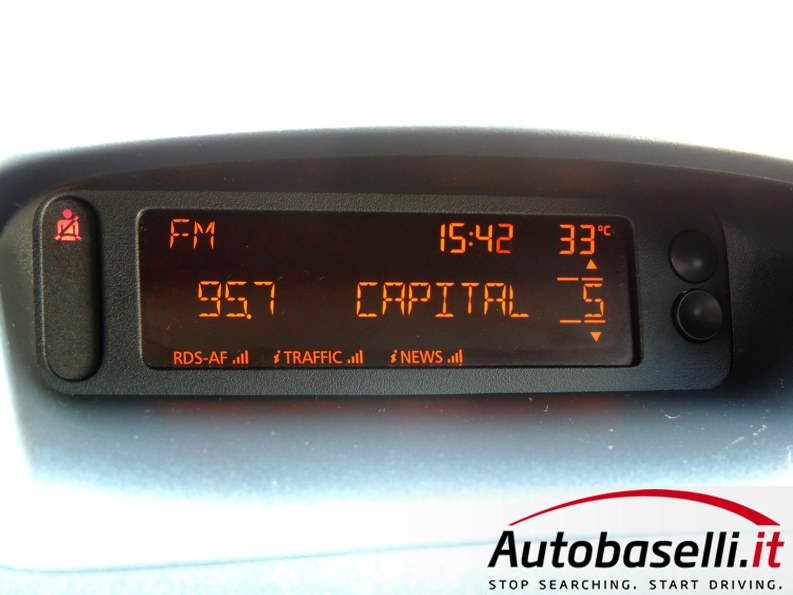 FM 15:42 33°C
95.7 CAPITAL 5
RDS-AF i TRAFFIC i NEWS
Autobaselli.it
STOP SEARCHING. START DRIVING.